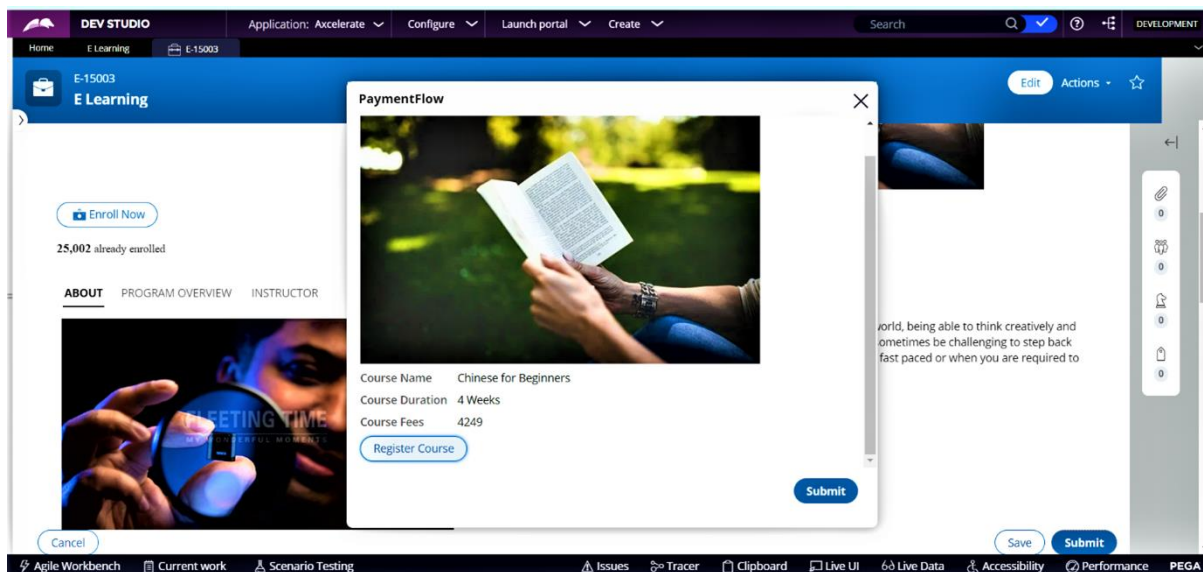 DEV STUDIO Application: Axcelerate Configure Launch portal Create Search DEVELOPMENT
Home E Learning E-15003
E-15003
E Learning
Edit Actions
PaymentFlow
Enroll Now
25,002 already enrolled
ABOUT PROGRAM OVERVIEW INSTRUCTOR
FLEETING TIME
MY WONDERFUL MOMENTS
Course Name Chinese for Beginners
Course Duration 4 Weeks
Course Fees 4249
Register Course
Submit
world, being able to think creatively and
sometimes be challenging to step back
fast paced or when you are required to
0
0
0
0
Cancel Save Submit
Agile Workbench Current work Scenario Testing Issues Tracer Clipboard Live UI Live Data Accessibility Performance PEGA